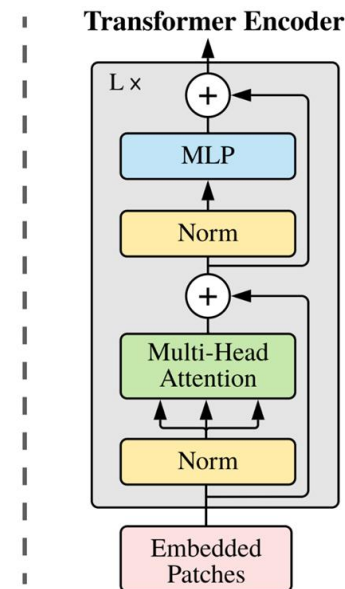 Transformer Encoder
L ×
+
MLP
Norm
+
Multi-Head
Attention
Norm
Embedded
Patches